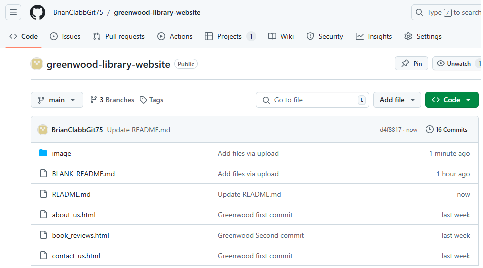 BrianClabbGit75 / greenwood-library-website
Type / to search
Code Issues Pull requests Actions Projects 1 Wiki Security Insights Settings
greenwood-library-website Public Pin Unwatch 1
main 3 Branches Tags Go to file t Add file Code
BrianClabbGit75 Update README.md d4f8817 · now 16 Commits
image Add files via upload 1 minute ago
BLANK_README.md Add files via upload 1 hour ago
README.md Update README.md now
about_us.html Greenwood first commit last week
book_reviews.html Greenwood Second commit last week
contact_us.html Greenwood first commit last week